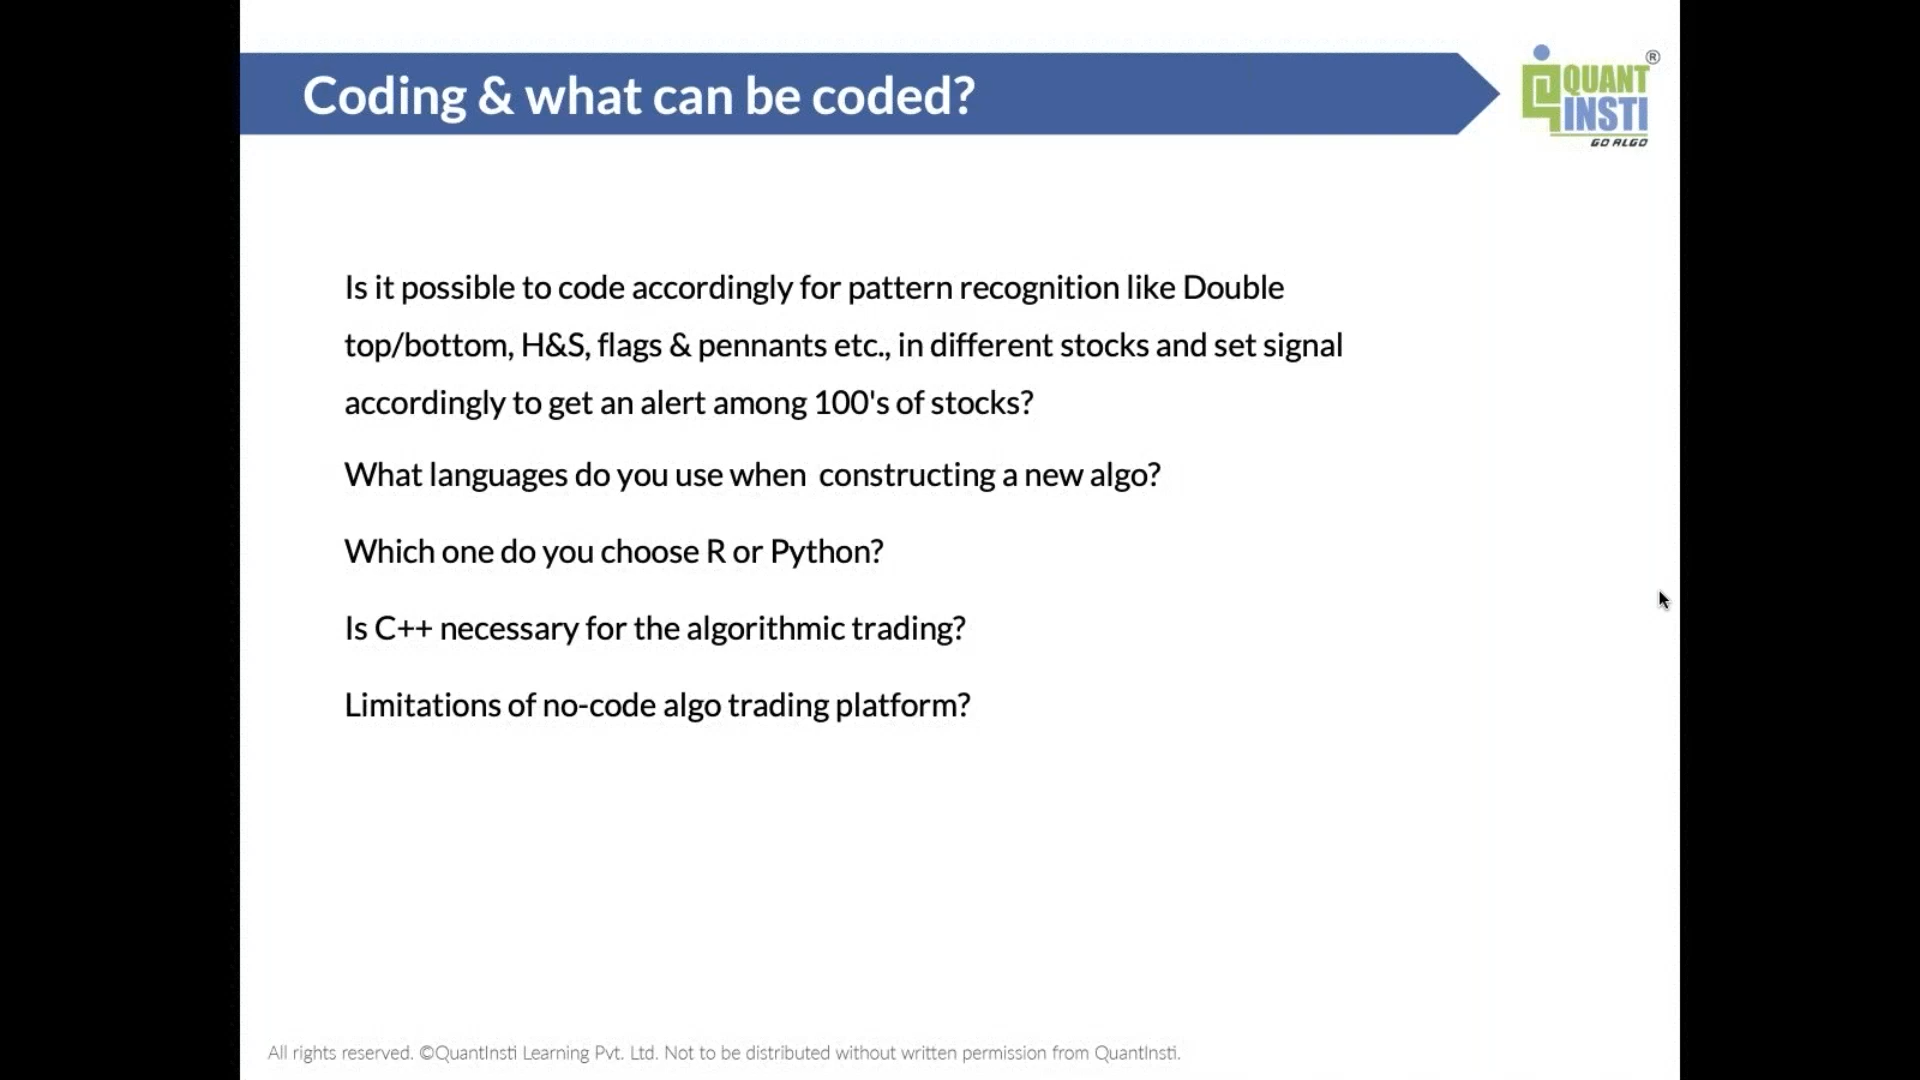 Coding & what can be coded?
®
QUANT
INSTI
GO ALGO
Is it possible to code accordingly for pattern recognition like Double
top/bottom, H&S, flags & pennants etc., in different stocks and set signal
accordingly to get an alert among 100's of stocks?
What languages do you use when  constructing a new algo?
Which one do you choose R or Python?
Is C++ necessary for the algorithmic trading?
Limitations of no-code algo trading platform?
All rights reserved. ©QuantInsti Learning Pvt. Ltd. Not to be distributed without written permission from QuantInsti.